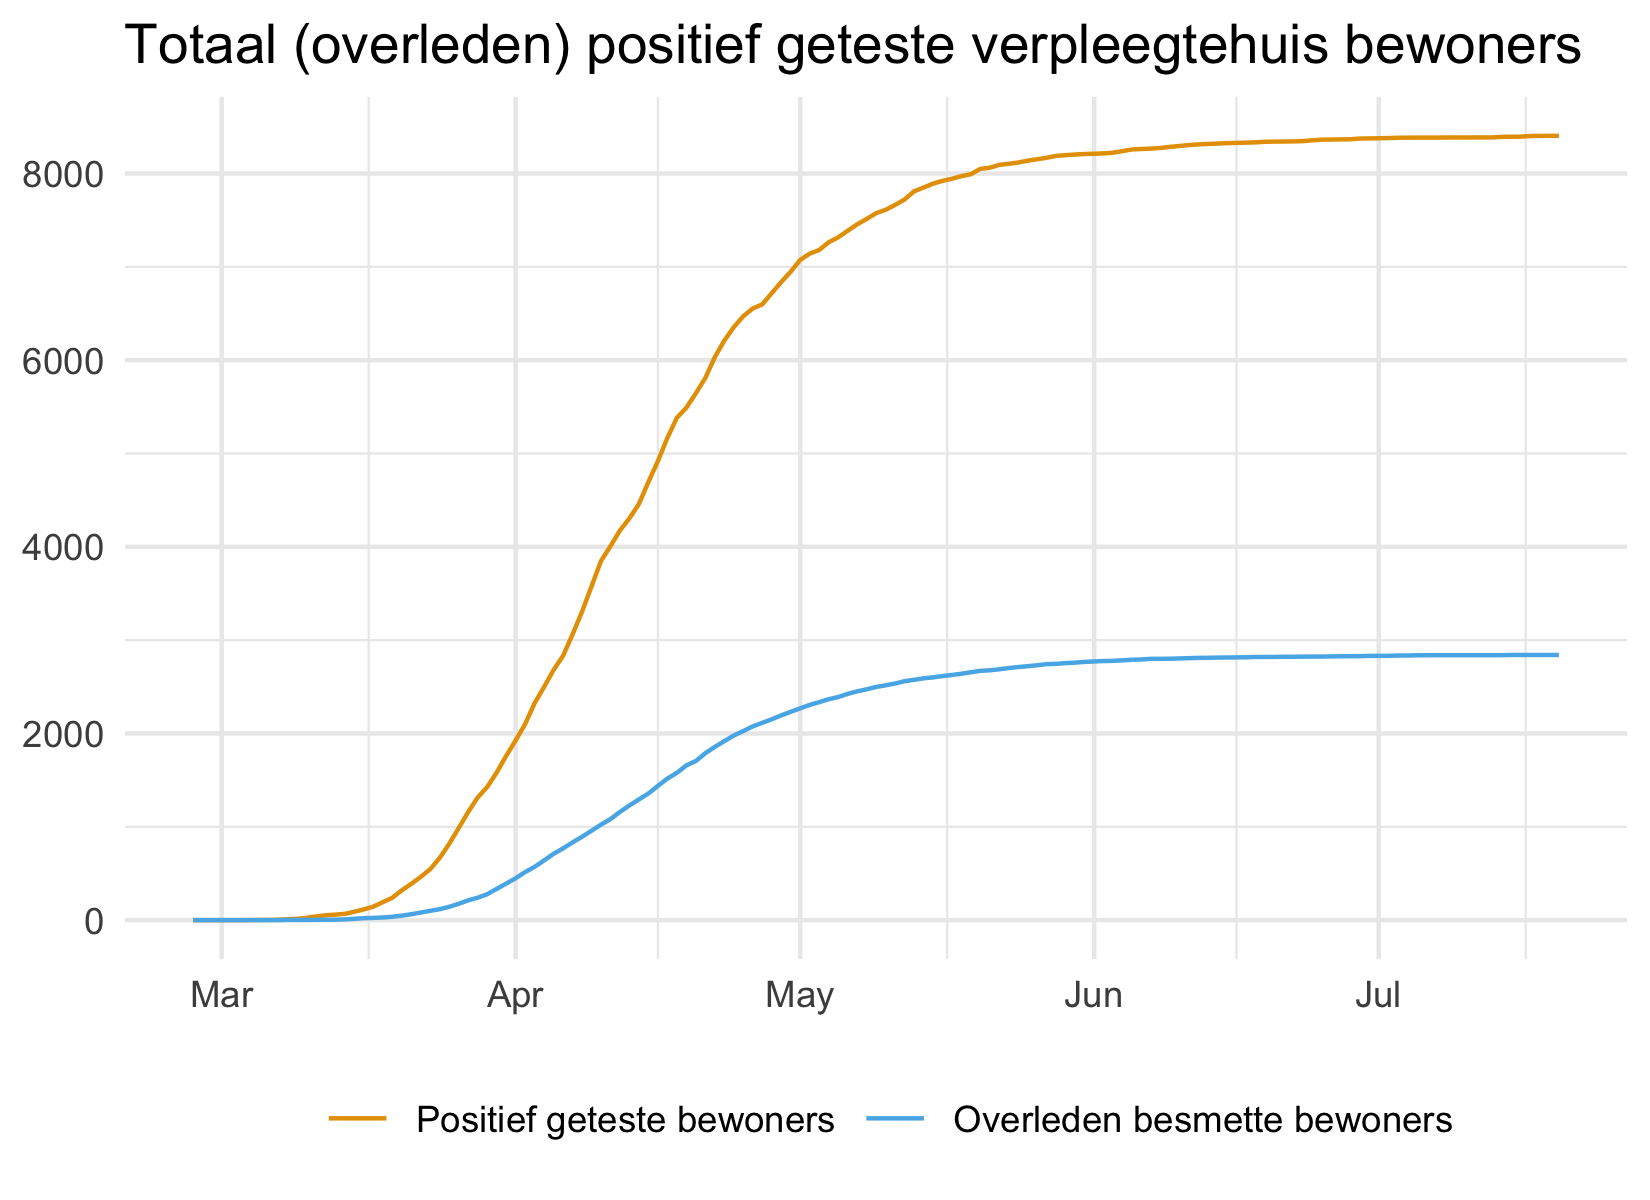 Totaal (overleden) positief geteste verpleegtehuis bewoners
8000
6000
4000
2000
0
Mar Apr May Jun Jul
Positief geteste bewoners Overleden besmette bewoners